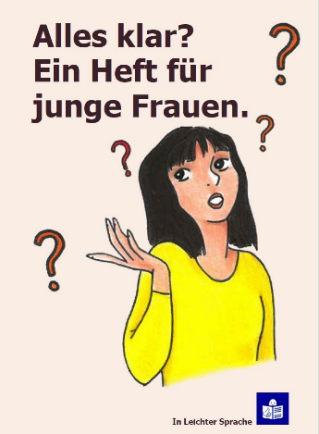 Alles klar?
Ein Heft für
junge Frauen.
?
?
?
?
In Leichter Sprache